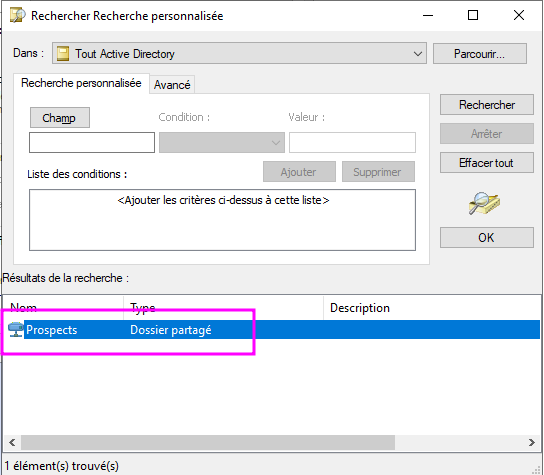 Rechercher Recherche personnalisée
Dans : Tout Active Directory Parcourir...
Recherche personnalisée Avancé
Champ Condition : Valeur :
Rechercher
Arrêter
Effacer tout
Liste des conditions : Ajouter Supprimer
<Ajouter les critères ci-dessus à cette liste>
OK
Résultats de la recherche :
Nom Type Description
Prospects Dossier partagé
1 élément(s) trouvé(s)